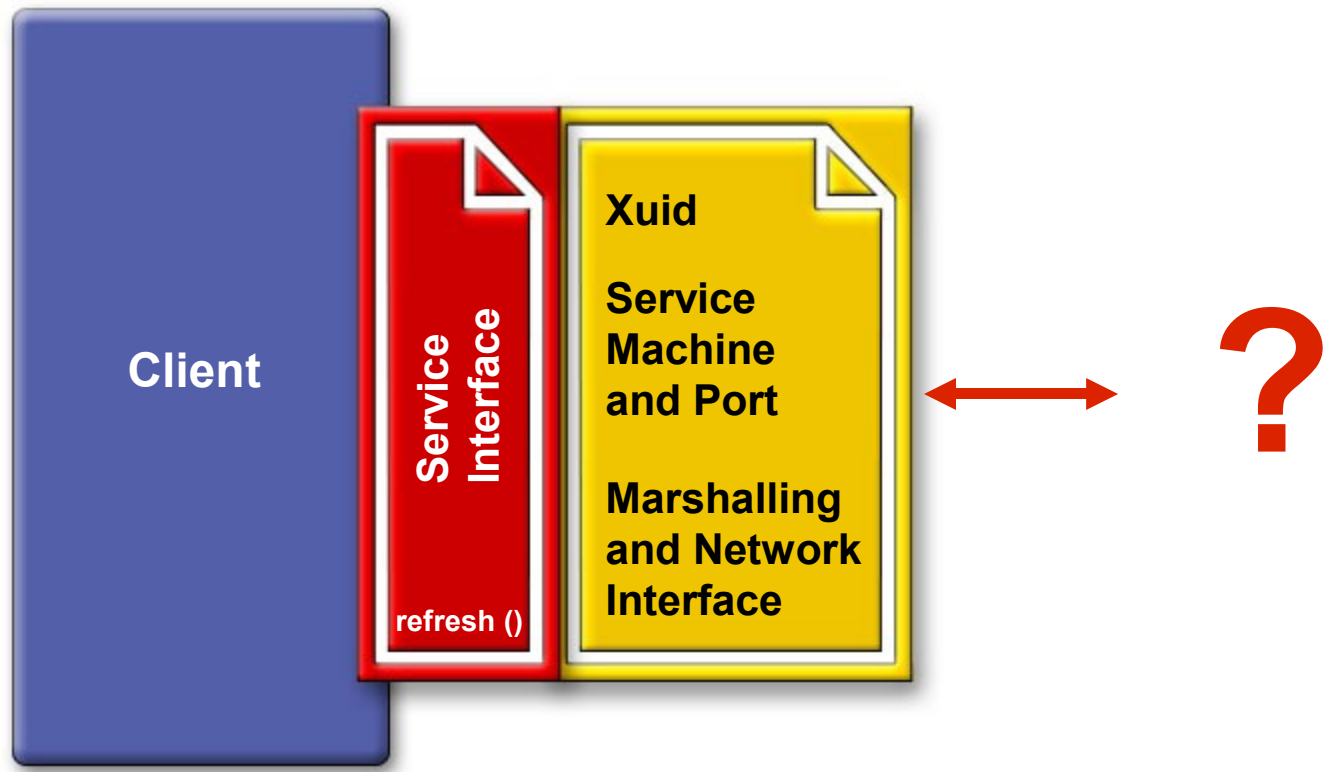 Client
Service
Interface
refresh ()
Xuid
Service
Machine
and Port
Marshalling
and Network
Interface
?